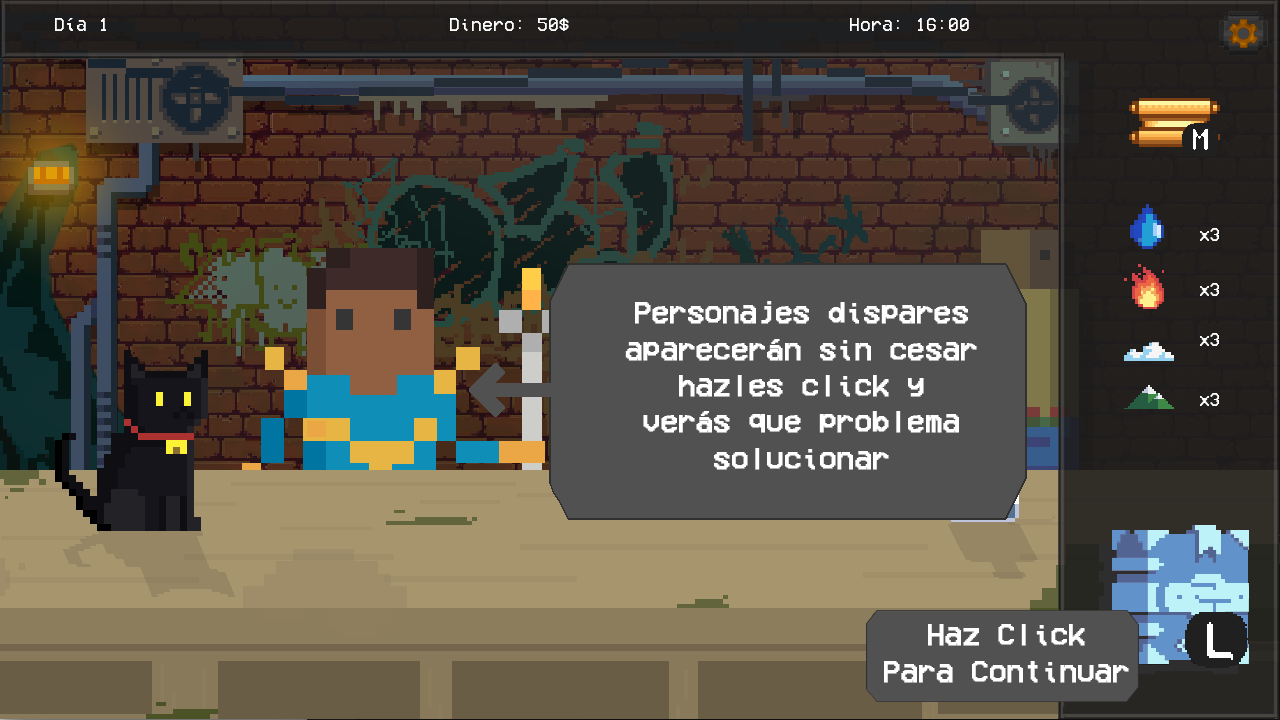 Día 1
Dinero: 50$
Hora: 16:00
M
x3
x3
x3
x3
Personajes dispares
aparecerán sin cesar
hazles click y
verás que problema
solucionar
L
Haz Click
Para Continuar